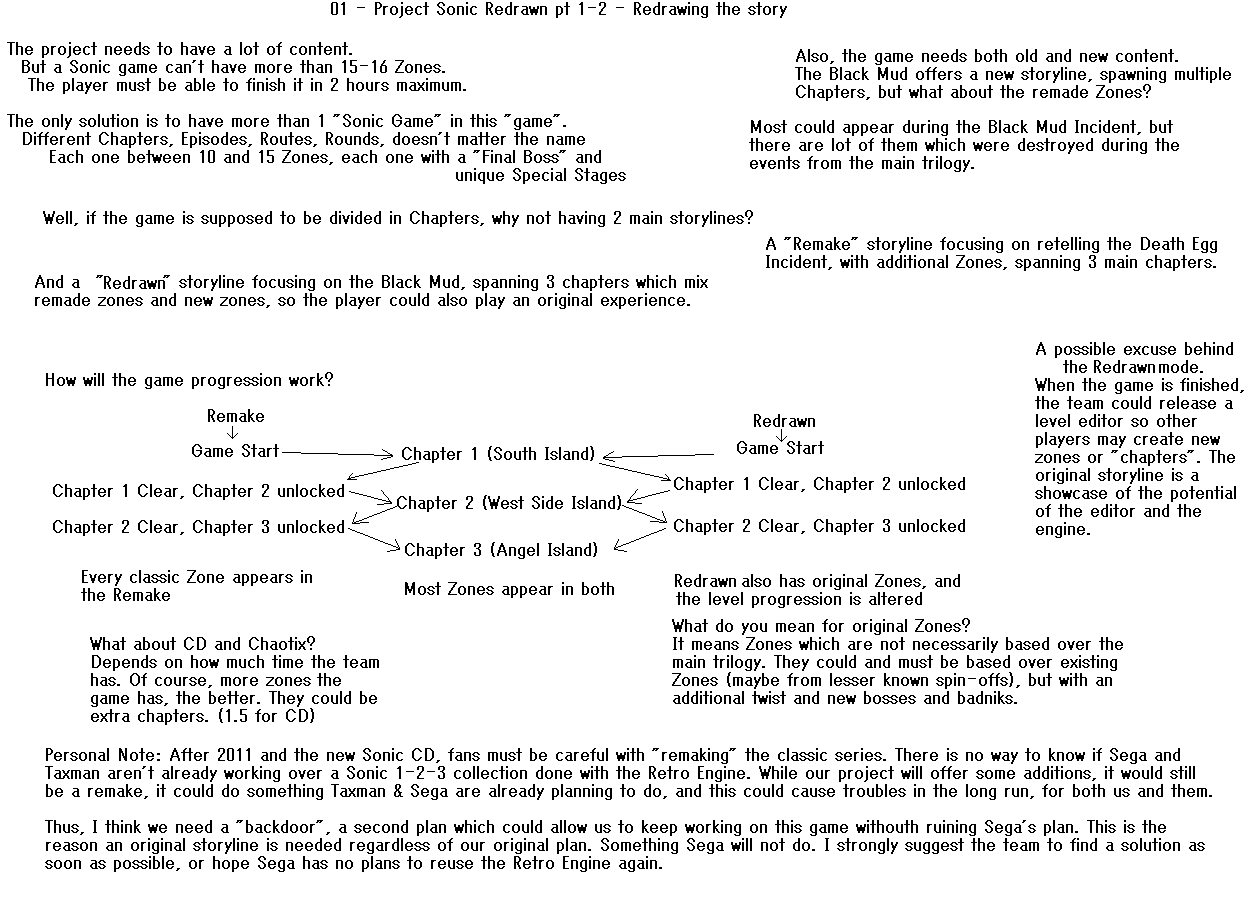 01 - Project Sonic Redrawn pt 1-2 - Redrawing the story
The project needs to have a lot of content.
But a Sonic game can't have more than 15-16 Zones.
The player must be able to finish it in 2 hours maximum.
Also, the game needs both old and new content.
The Black Mud offers a new storyline, spawning multiple
Chapters, but what about the remade Zones?
The only solution is to have more than 1 "Sonic Game" in this "game".
Different Chapters, Episodes, Routes, Rounds, doesn't matter the name
Each one between 10 and 15 Zones, each one with a "Final Boss" and
unique Special Stages
Most could appear during the Black Mud Incident, but
there are lot of them which were destroyed during the
events from the main trilogy.
Well, if the game is supposed to be divided in Chapters, why not having 2 main storylines?
A "Remake" storyline focusing on retelling the Death Egg
Incident, with additional Zones, spanning 3 main chapters.
And a "Redrawn" storyline focusing on the Black Mud, spanning 3 chapters which mix
remade zones and new zones, so the player could also play an original experience.
A possible excuse behind
the Redrawn mode.
When the game is finished,
the team could release a
level editor so other
players may create new
zones or "chapters". The
original storyline is a
showcase of the potential
of the editor and the
engine.
How will the game progression work?
Remake
Redrawn
Game Start
Chapter 1 (South Island)
Game Start
Chapter 1 Clear, Chapter 2 unlocked
Chapter 2 (West Side Island)
Chapter 1 Clear, Chapter 2 unlocked
Chapter 2 Clear, Chapter 3 unlocked
Chapter 3 (Angel Island)
Chapter 2 Clear, Chapter 3 unlocked
Every classic Zone appears in
the Remake
Most Zones appear in both
Redrawn also has original Zones, and
the level progression is altered
What about CD and Chaotix?
Depends on how much time the team
has. Of course, more zones the
game has, the better. They could be
extra chapters. (1.5 for CD)
What do you mean for original Zones?
It means Zones which are not necessarily based over the
main trilogy. They could and must be based over existing
Zones (maybe from lesser known spin-offs), but with an
additional twist and new bosses and badniks.
Personal Note: After 2011 and the new Sonic CD, fans must be careful with "remaking" the classic series. There is no way to know if Sega and
Taxman aren't already working over a Sonic 1-2-3 collection done with the Retro Engine. While our project will offer some additions, it would still
be a remake, it could do something Taxman & Sega are already planning to do, and this could cause troubles in the long run, for both us and them.
Thus, I think we need a "backdoor", a second plan which could allow us to keep working on this game withouth ruining Sega's plan. This is the
reason an original storyline is needed regardless of our original plan. Something Sega will not do. I strongly suggest the team to find a solution as
soon as possible, or hope Sega has no plans to reuse the Retro Engine again.